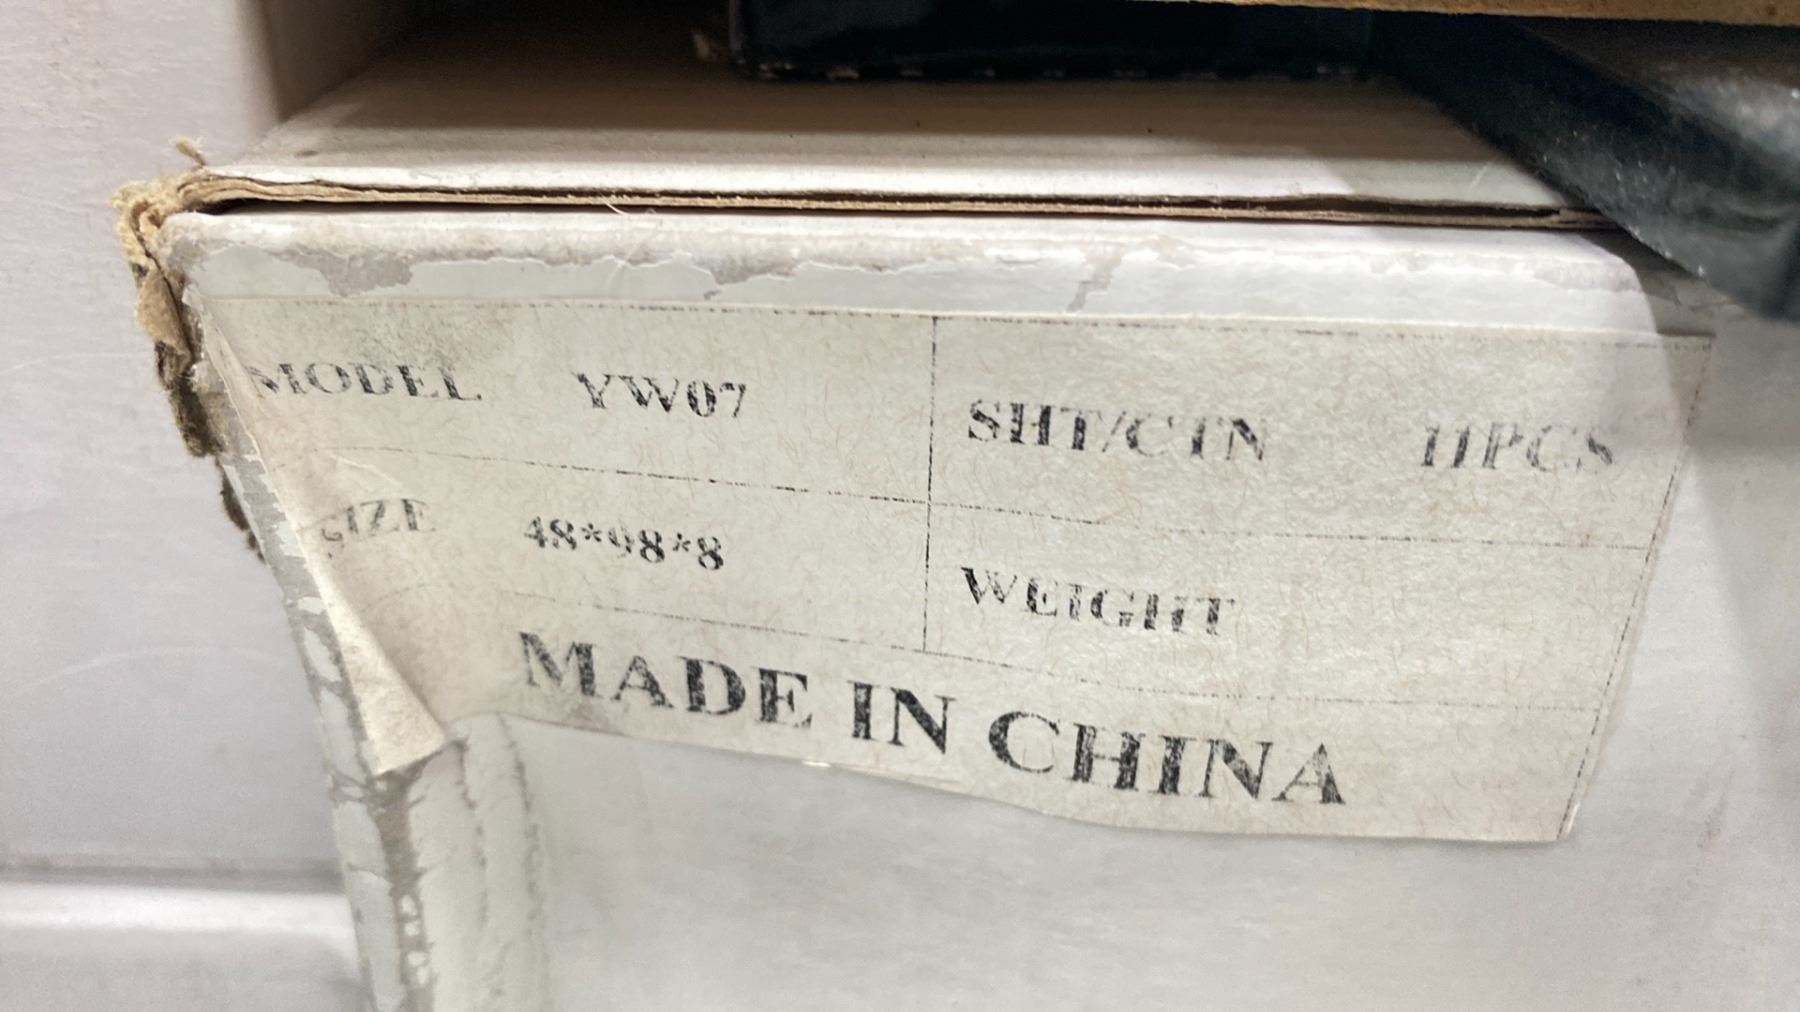 MODEL YW07 SHT/CTN 11PCS
SIZE 48*98*8 WEIGHT
MADE IN CHINA